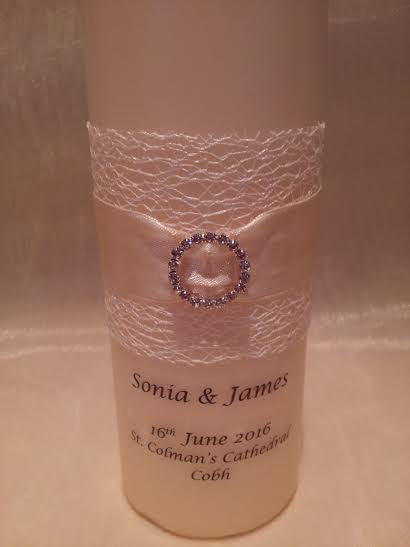 Sonia & James
16th June 2016
St. Colman's Cathedral
Cobh